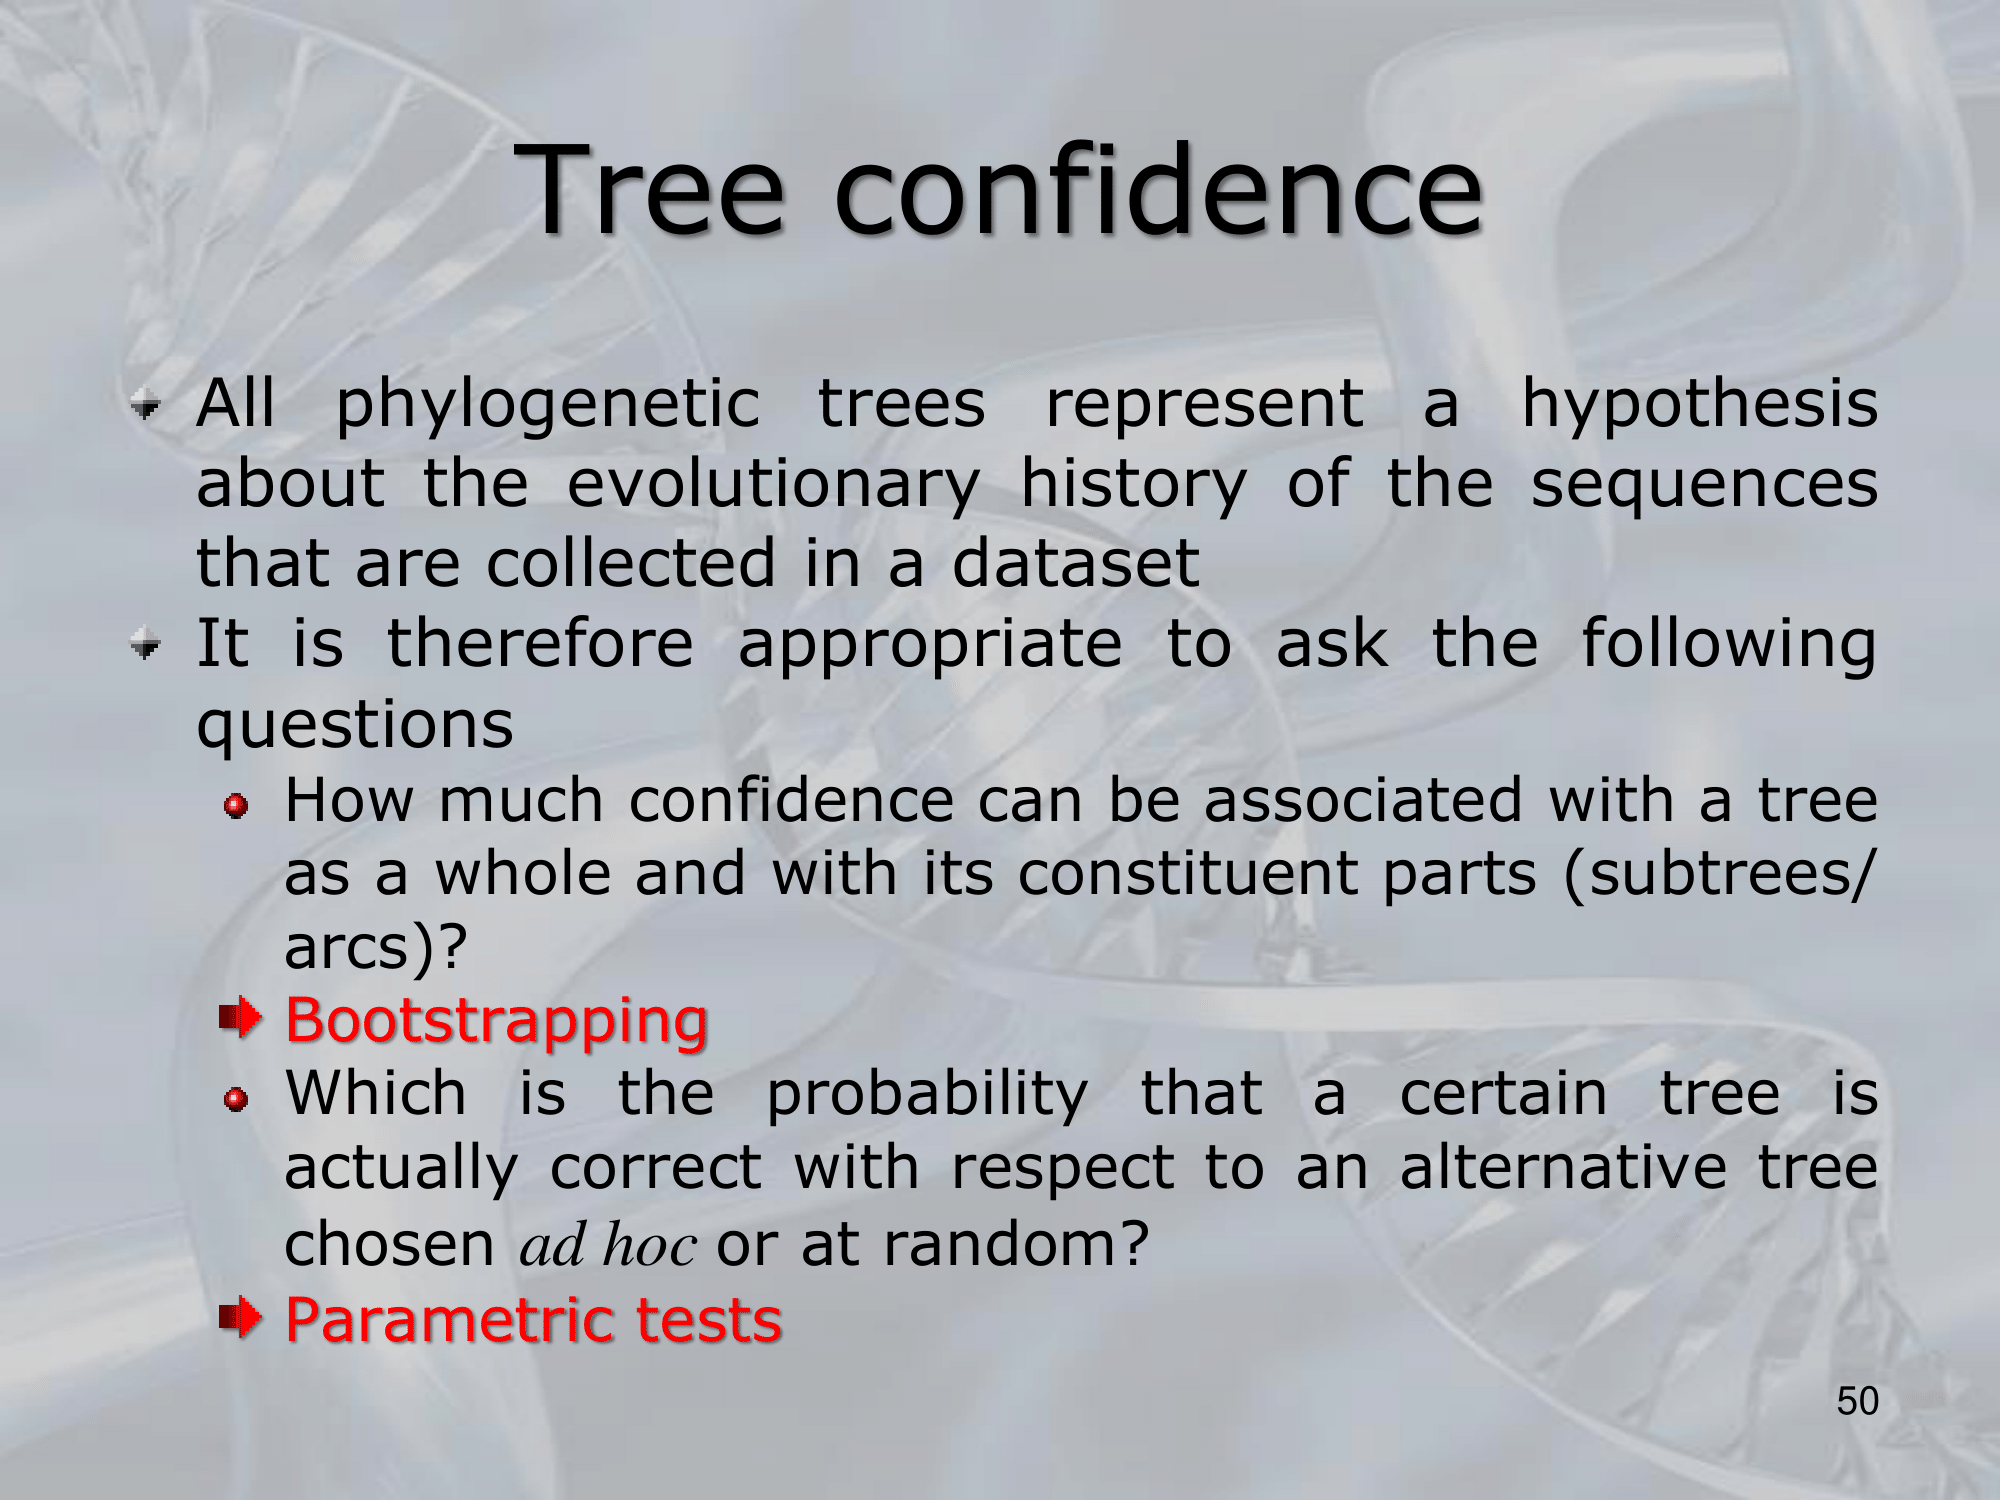 Tree confidence
All phylogenetic trees represent a hypothesis
about the evolutionary history of the sequences
that are collected in a dataset
It is therefore appropriate to ask the following
questions
How much confidence can be associated with a tree
as a whole and with its constituent parts (subtrees/
arcs)?
Bootstrapping
Which is the probability that a certain tree is
actually correct with respect to an alternative tree
chosen ad hoc or at random?
Parametric tests
50